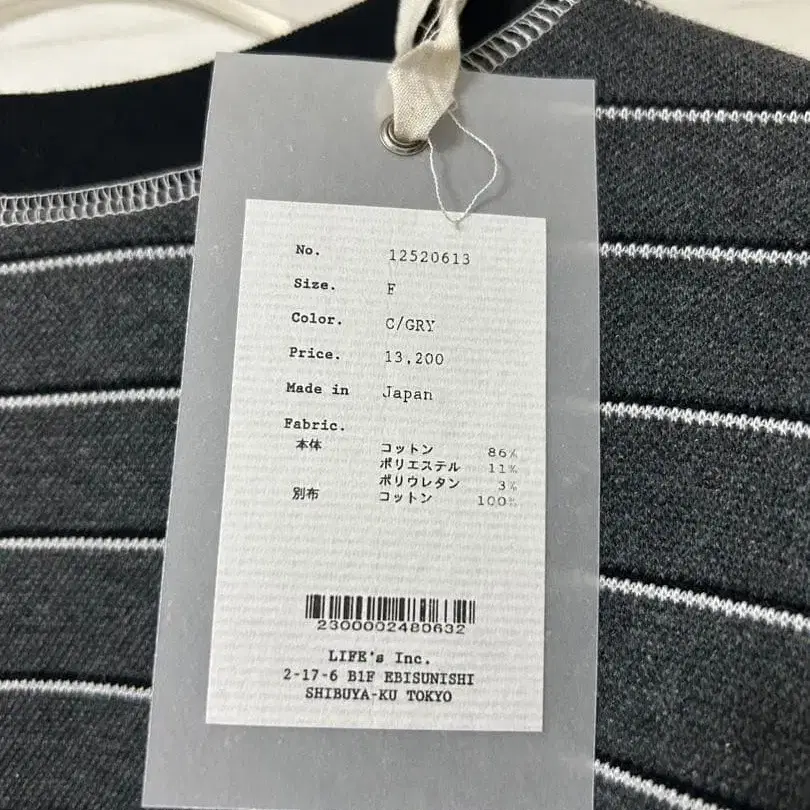 No. 12520613
Size. F
Color. C/GRY
Price. 13,200
Made in Japan
Fabric.
本体 コットン 86%
ポリエステル 11%
ポリウレタン 3%
別布 コットン 100%
2300002480632
LIFE's Inc.
2-17-6 B1F EBISUNISHI
SHIBUYA-KU TOKYO